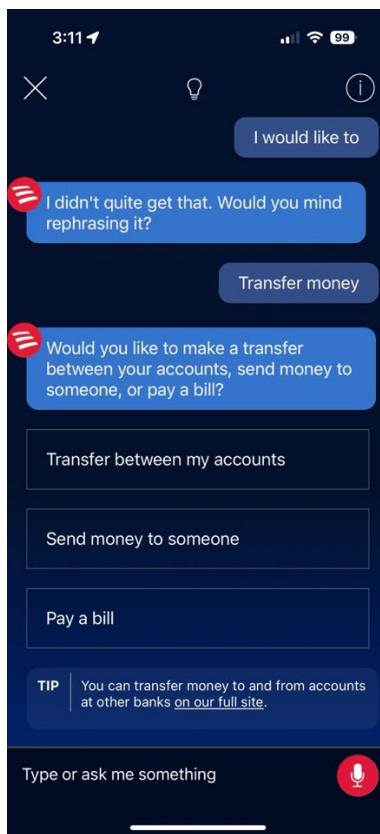 3:11
99
I would like to
I didn't quite get that. Would you mind
rephrasing it?
Transfer money
Would you like to make a transfer
between your accounts, send money to
someone, or pay a bill?
Transfer between my accounts
Send money to someone
Pay a bill
TIP
You can transfer money to and from accounts
at other banks on our full site.
Type or ask me something